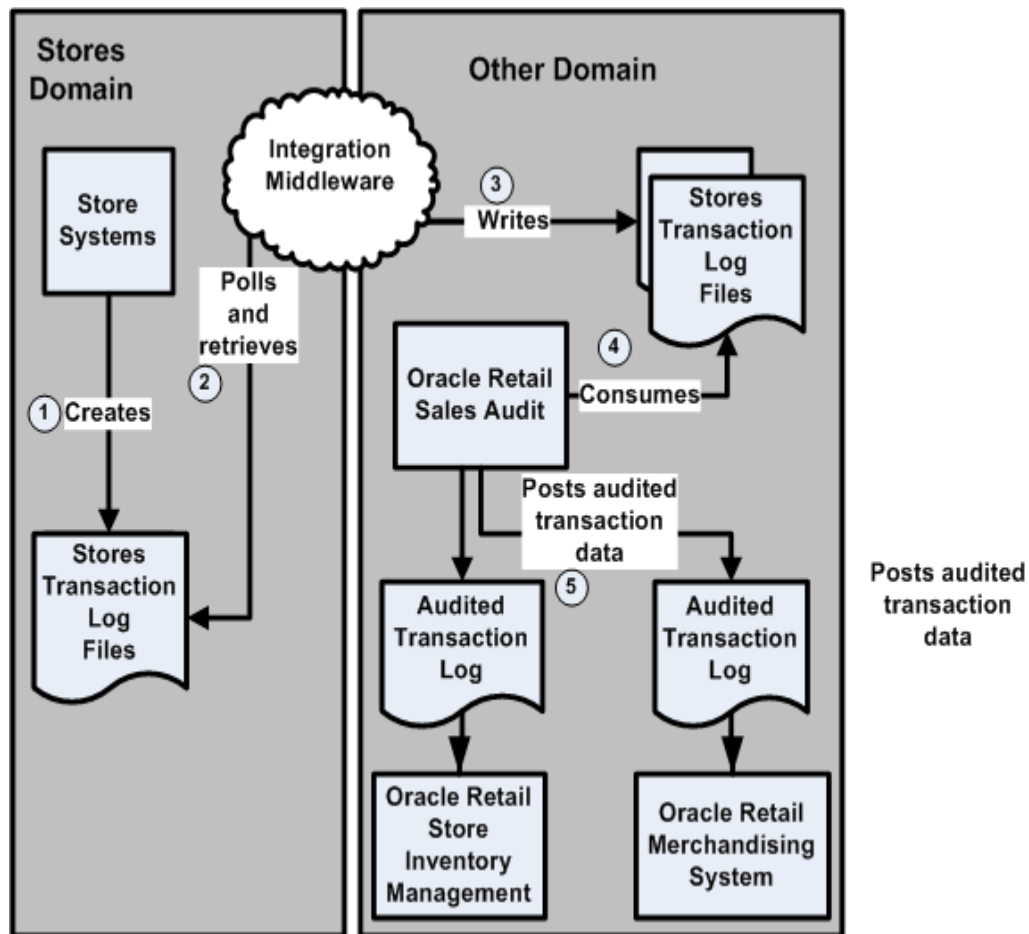 Stores
Domain
Other Domain
Integration
Middleware
Store
Systems
3
Writes
Stores
Transaction
Log
Files
Polls
and
retrieves
2
4
Oracle Retail
Sales Audit
Consumes
1
Creates
Posts audited
transaction
data
5
Stores
Transaction
Log
Files
Audited
Transaction
Log
Audited
Transaction
Log
Posts audited
transaction
data
Oracle Retail
Store
Inventory
Management
Oracle Retail
Merchandising
System